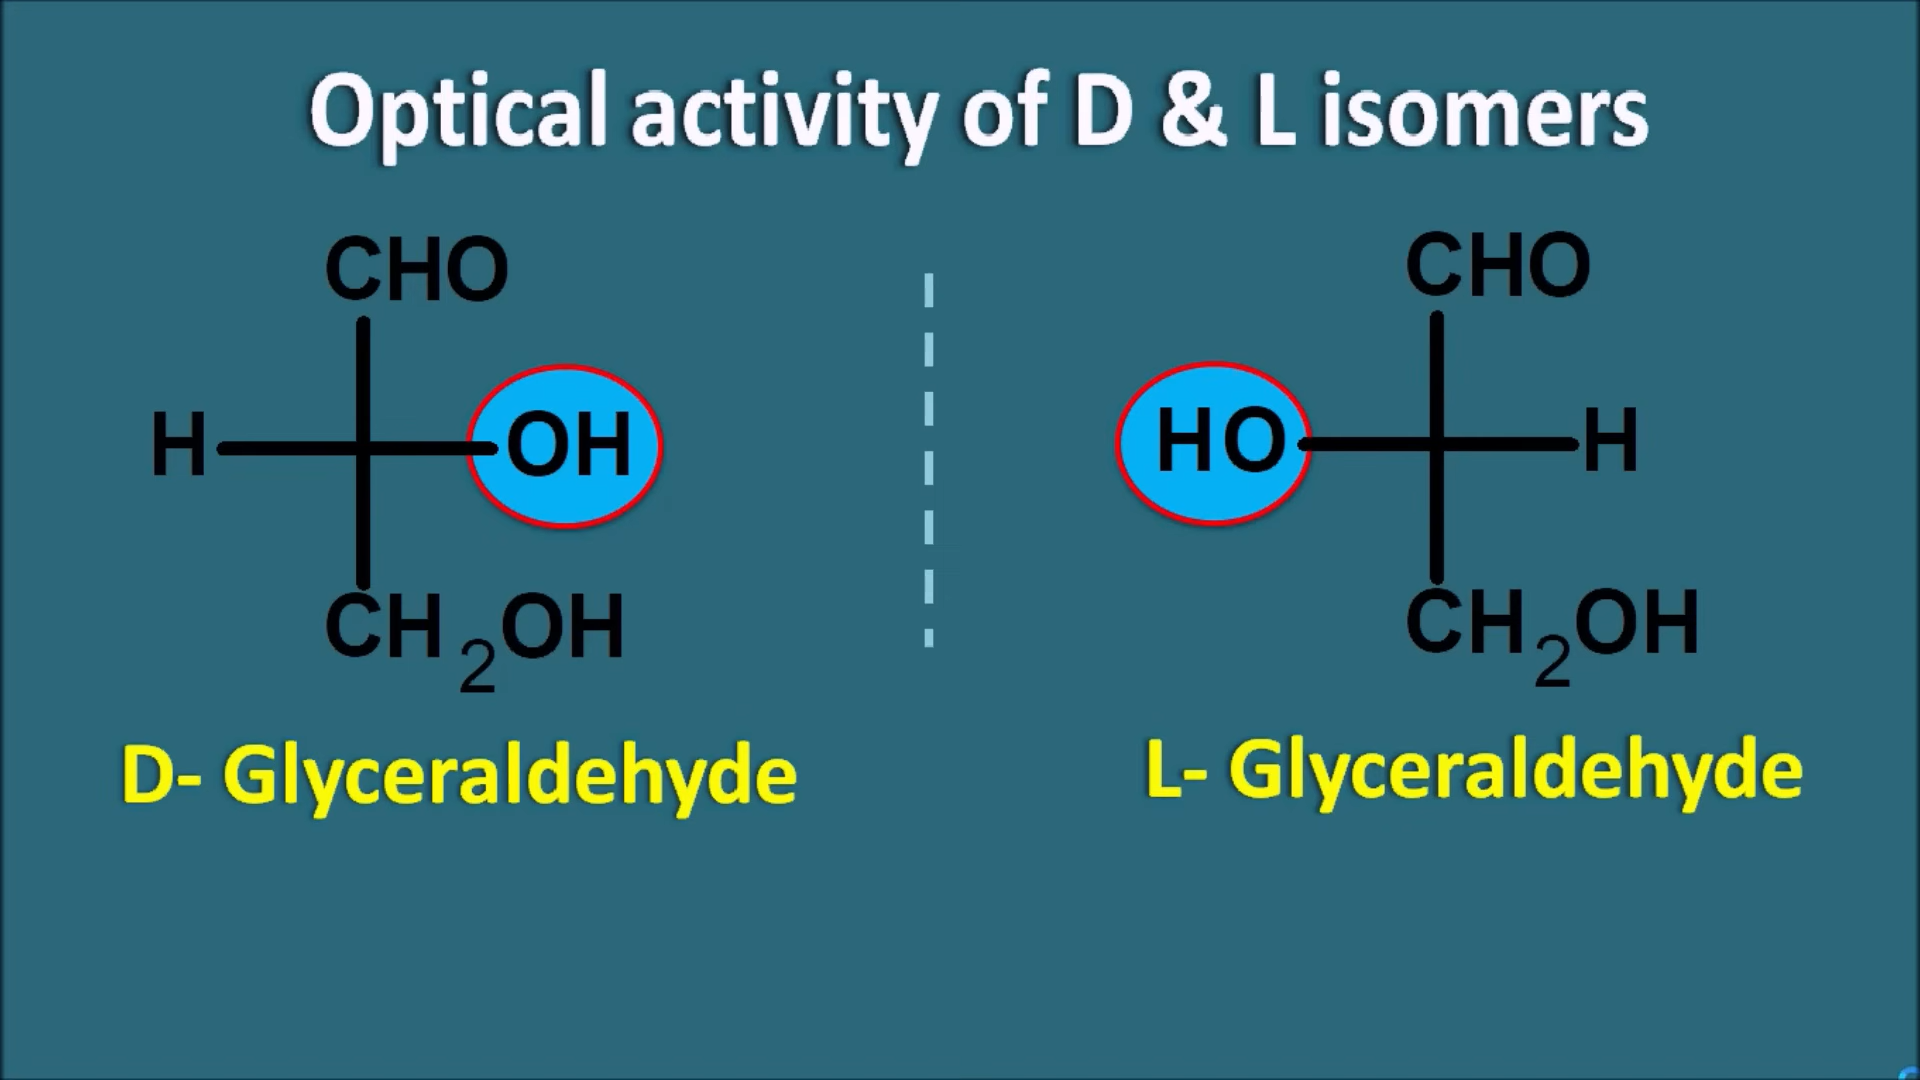 Optical activity of D & L isomers
CHO
H OH
CH2OH
D- Glyceraldehyde
CHO
HO H
CH2OH
L- Glyceraldehyde